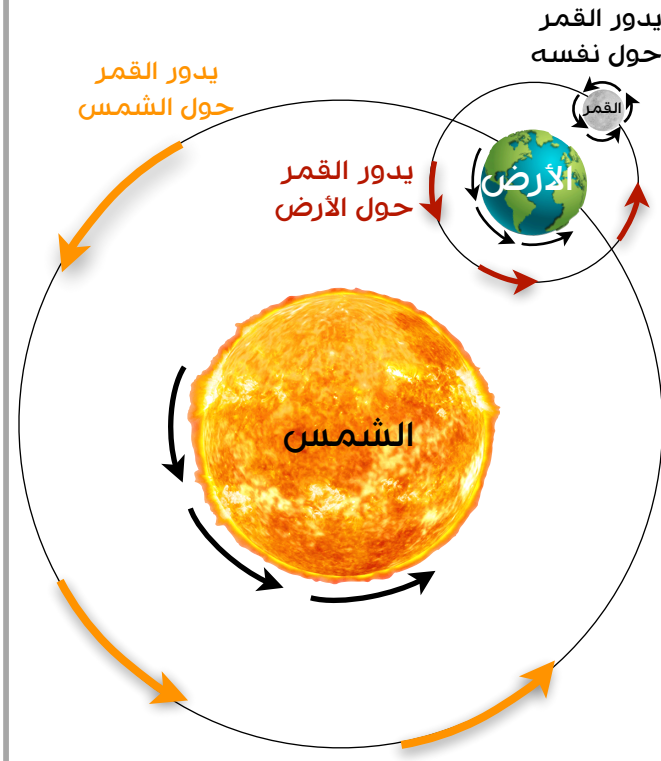 يدور القمر
حول نفسه
القمر
يدور القمر
حول الشمس
الأرض
يدور القمر
حول الأرض
الشمس